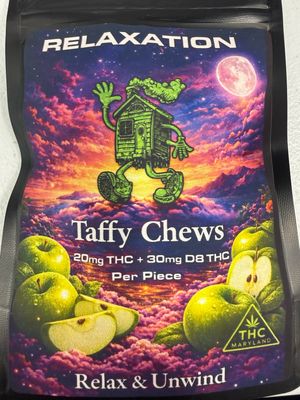 RELAXATION
Taffy Chews
20mg THC + 30mg D8 THC
Per Piece
THC
MARYLAND
Relax & Unwind